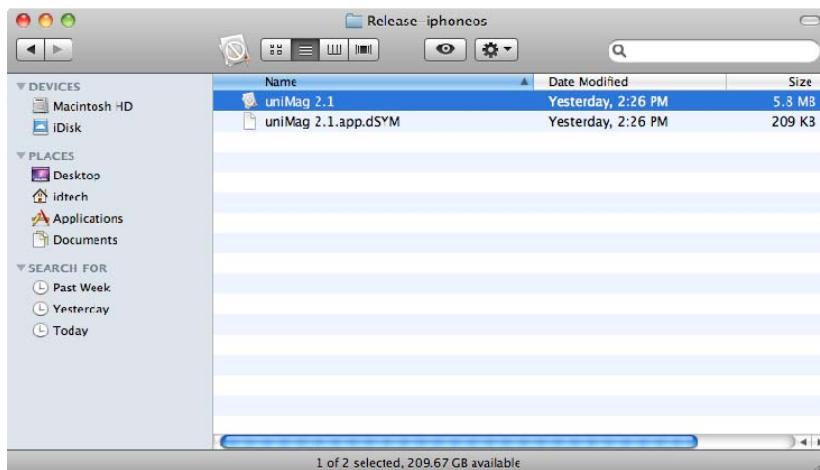 Release-iphoneos
DEVICES
Macintosh HD
iDisk
PLACES
Desktop
idtech
Applications
Documents
SEARCH FOR
Past Week
Yesterday
Today
Name Date Modified Size
uniMag 2.1 Yesterday, 2:26 PM 5.8 MB
uniMag 2.1.app.dSYM Yesterday, 2:26 PM 209 KB
1 of 2 selected, 209.67 GB available